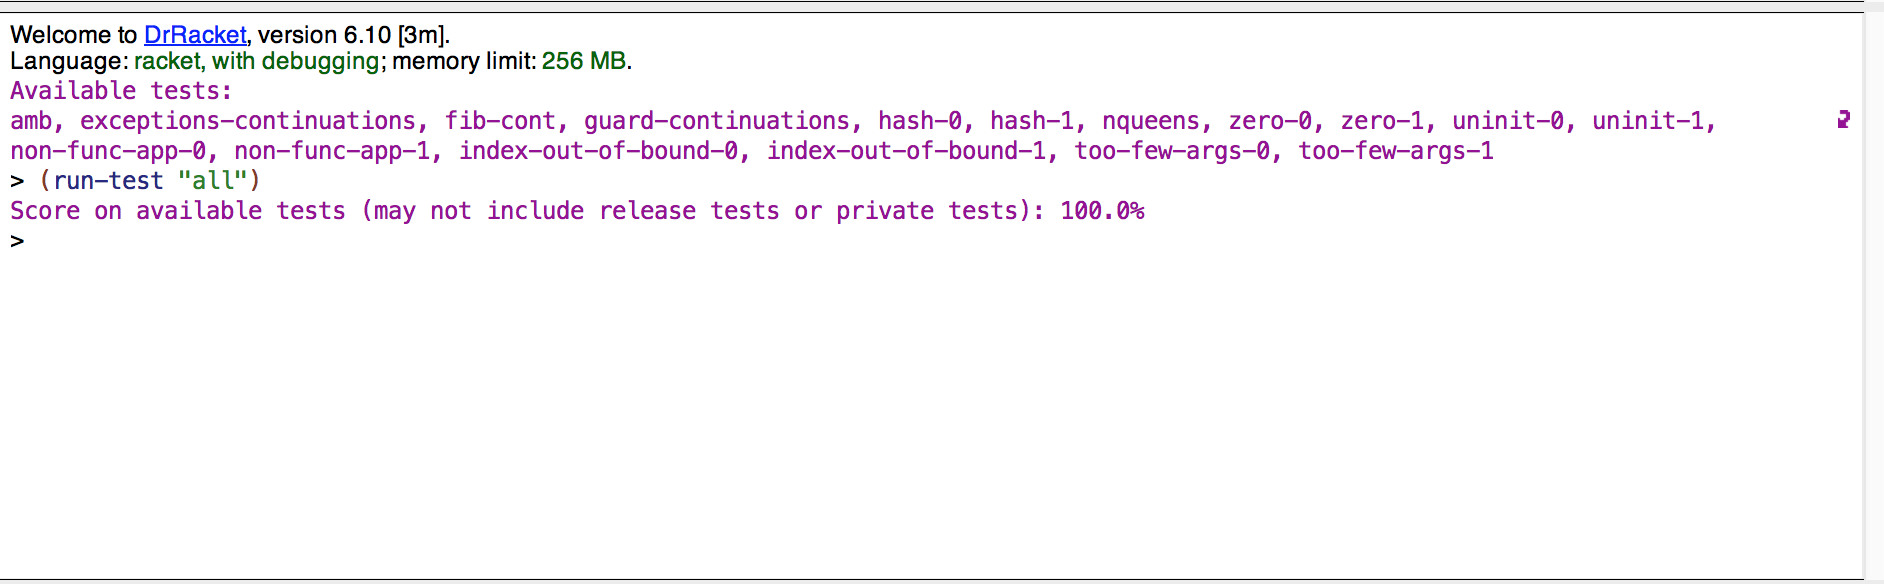 Welcome to DrRacket, version 6.10 [3m].
Language: racket, with debugging; memory limit: 256 MB.
Available tests:
amb, exceptions-continuations, fib-cont, guard-continuations, hash-0, hash-1, nqueens, zero-0, zero-1, uninit-0, uninit-1,
non-func-app-0, non-func-app-1, index-out-of-bound-0, index-out-of-bound-1, too-few-args-0, too-few-args-1
> (run-test "all")
Score on available tests (may not include release tests or private tests): 100.0%
>